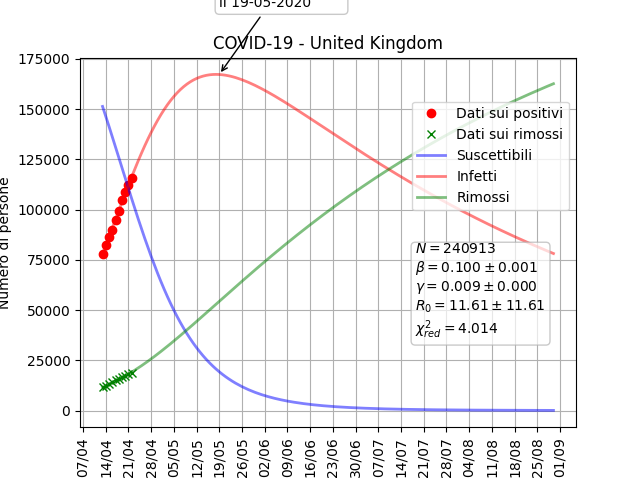 il 19-05-2020
COVID-19 - United Kingdom
175000
150000
125000
100000
75000
50000
25000
0
Numero di persone
Dati sui positivi
Dati sui rimossi
Suscettibili
Infetti
Rimossi
N = 240913
β = 0.100 ± 0.001
γ = 0.009 ± 0.000
R₀ = 11.61 ± 11.61
χ²red = 4.014
07/04
14/04
21/04
28/04
05/05
12/05
19/05
26/05
02/06
09/06
16/06
23/06
30/06
07/07
14/07
21/07
28/07
04/08
11/08
18/08
25/08
01/09